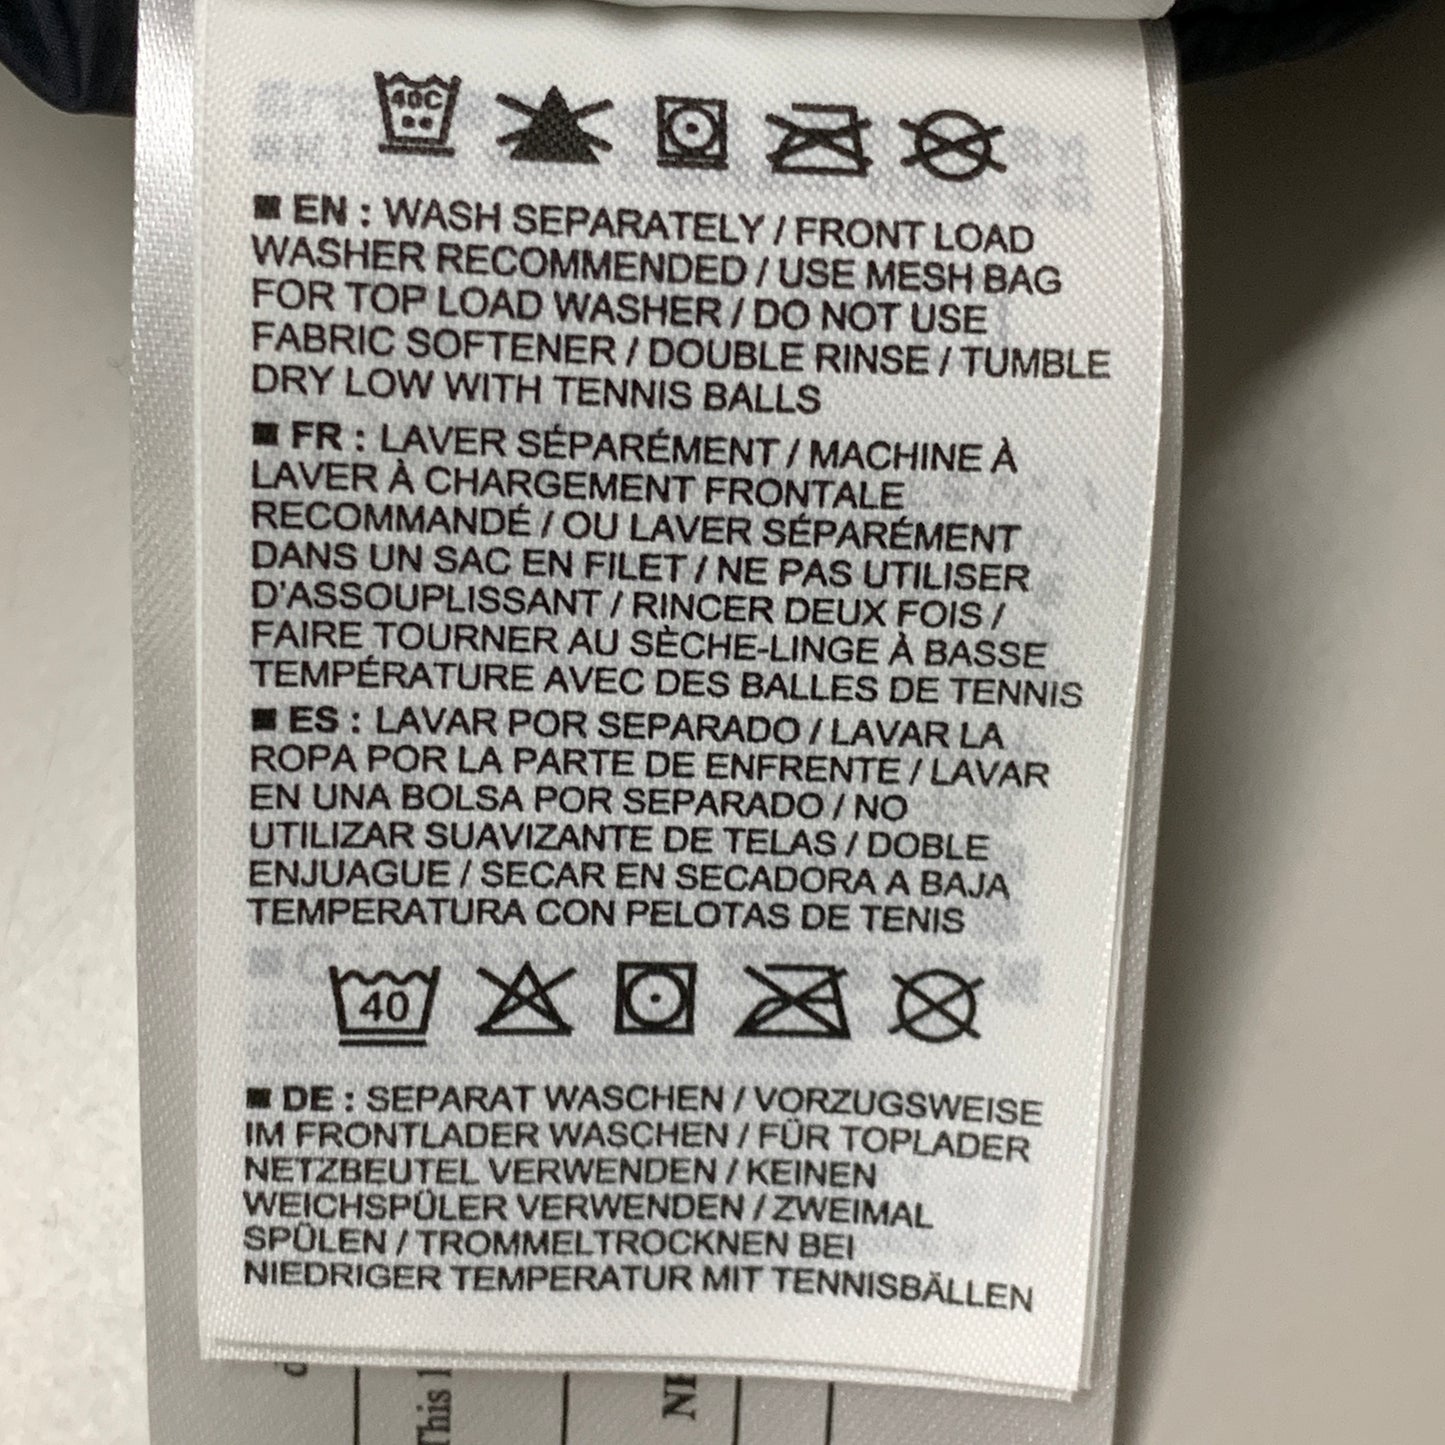 40C
■ EN : WASH SEPARATELY / FRONT LOAD
WASHER RECOMMENDED / USE MESH BAG
FOR TOP LOAD WASHER / DO NOT USE
FABRIC SOFTENER / DOUBLE RINSE / TUMBLE
DRY LOW WITH TENNIS BALLS
■ FR : LAVER SÉPARÉMENT / MACHINE À
LAVER À CHARGEMENT FRONTALE
RECOMMANDÉ / OU LAVER SÉPARÉMENT
DANS UN SAC EN FILET / NE PAS UTILISER
D'ASSOUPLISSANT / RINCER DEUX FOIS /
FAIRE TOURNER AU SÈCHE-LINGE À BASSE
TEMPÉRATURE AVEC DES BALLES DE TENNIS
■ ES : LAVAR POR SEPARADO / LAVAR LA
ROPA POR LA PARTE DE ENFRENTE / LAVAR
EN UNA BOLSA POR SEPARADO / NO
UTILIZAR SUAVIZANTE DE TELAS / DOBLE
ENJUAGUE / SECAR EN SECADORA A BAJA
TEMPERATURA CON PELOTAS DE TENIS
40
■ DE : SEPARAT WASCHEN / VORZUGSWEISE
IM FRONTLADER WASCHEN / FÜR TOPLADER
NETZBEUTEL VERWENDEN / KEINEN
WEICHSPÜLER VERWENDEN / ZWEIMAL
SPÜLEN / TROMMELTROCKNEN BEI
NIEDRIGER TEMPERATUR MIT TENNISBÄLLEN
This